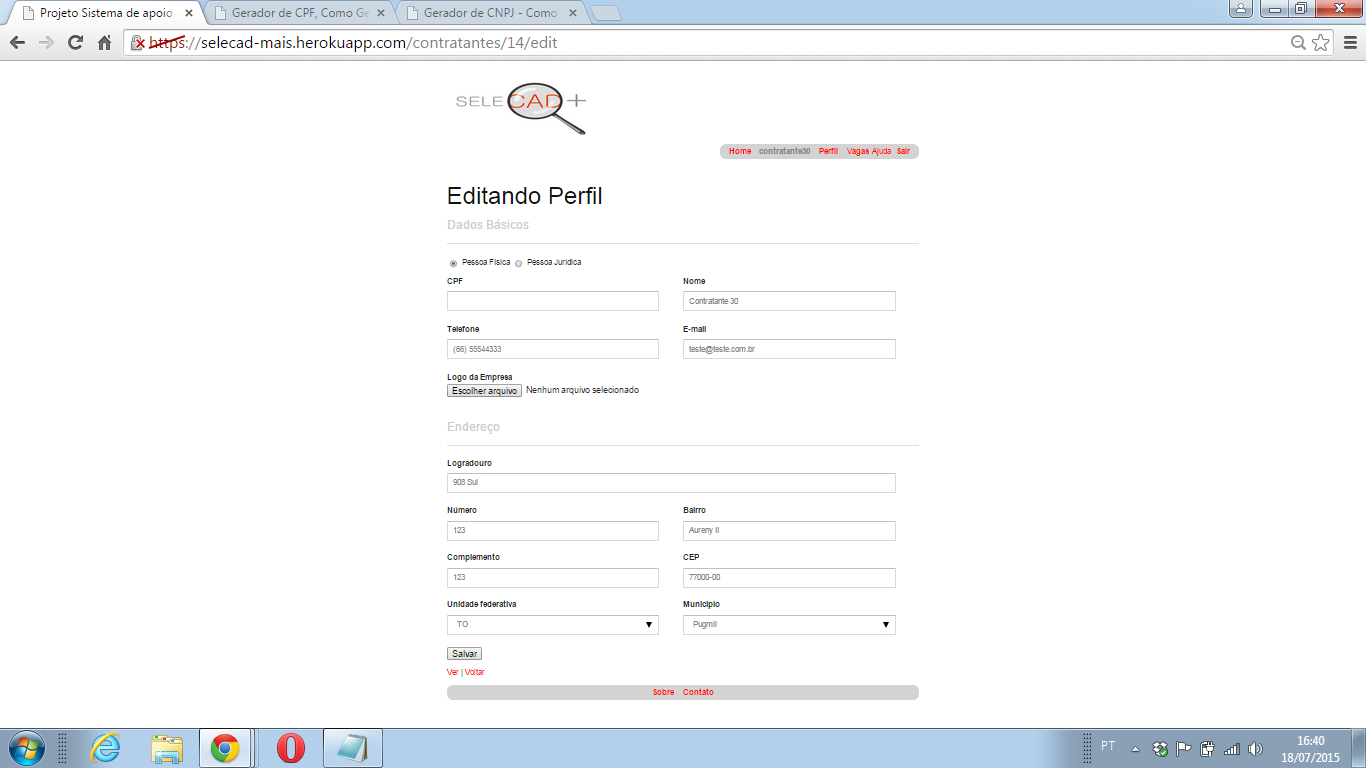 Projeto Sistema de apoio
Gerador de CPF, Como Ge
Gerador de CNPJ - Como
https://selecad-mais.herokuapp.com/contratantes/14/edit
SELECAD+
Home contratante30 Perfil Vagas Ajuda Sair
Editando Perfil
Dados Básicos
Pessoa Física Pessoa Jurídica
CPF Nome
Contratante 30
Telefone E-mail
(66) 55544333 teste@teste.com.br
Logo da Empresa
Escolher arquivo Nenhum arquivo selecionado
Endereço
Logradouro
908 Sul
Número Bairro
123 Aureny II
Complemento CEP
123 77000-00
Unidade federativa Município
TO Pugmil
Salvar
Ver | Voltar
Sobre Contato
PT
16:40
18/07/2015